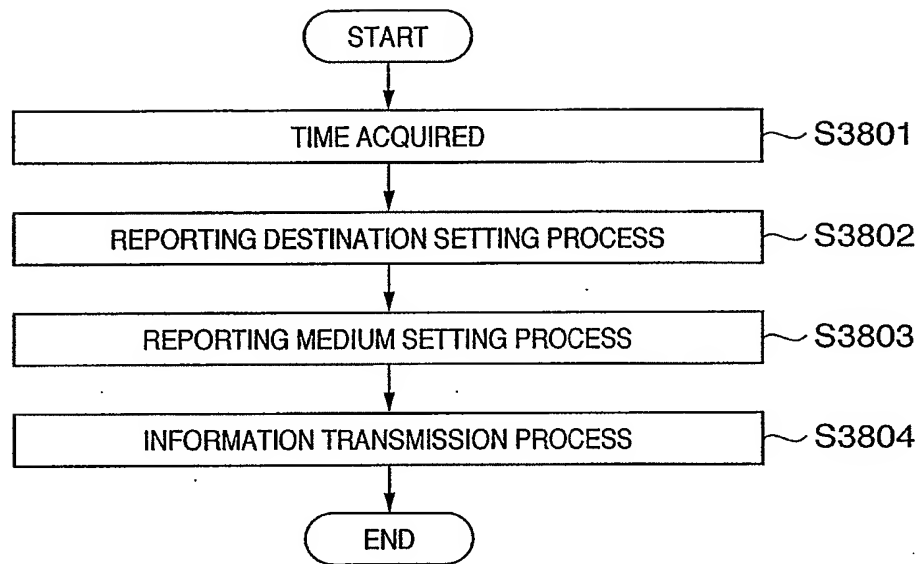 START
TIME ACQUIRED S3801
REPORTING DESTINATION SETTING PROCESS S3802
REPORTING MEDIUM SETTING PROCESS S3803
INFORMATION TRANSMISSION PROCESS S3804
END